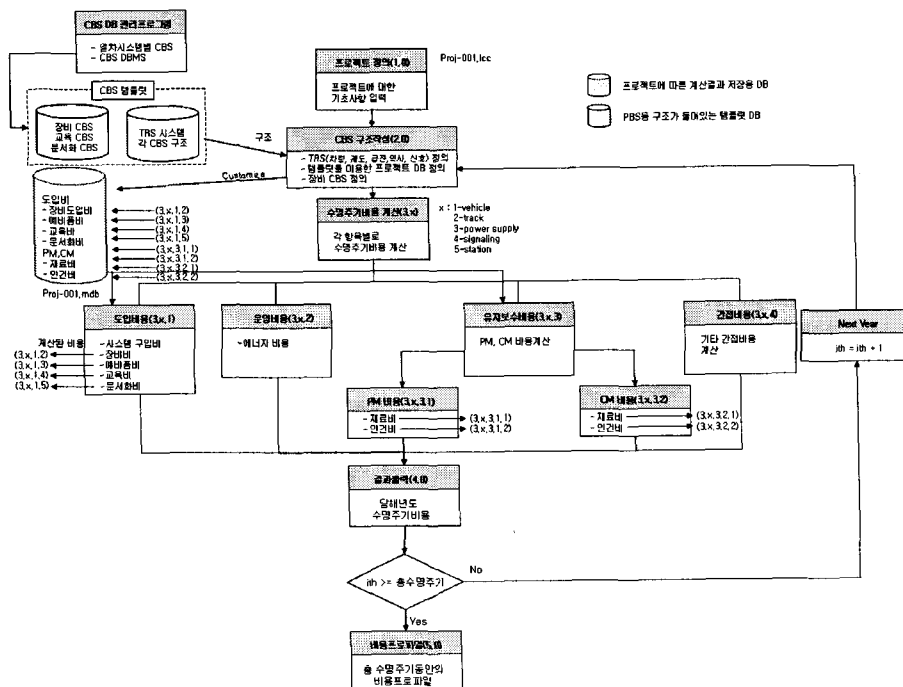 CBS DB 관리프로그램
- 열차시스템별 CBS
- CBS DBMS
CBS 템플릿
장비 CBS
교육 CBS
문서화 CBS
TRS 시스템
각 CBS 구조
구조
프로젝트 정의(1,0)
Proj-001,lcc
프로젝트에 대한
기초사항 입력
프로젝트에 따른 계산결과 저장용 DB
PBS용 구조가 들어있는 템플릿 DB
CBS 구조작성(2,0)
- TRS(차량, 궤도, 급전,역사, 신호) 정의
- 템플릿를 이용한 프로젝트 DB 정의
- 장비 CBS 정의
수명주기비용 계산(3,x)
각 항목별로
수명주기비용 계산
x : 1-vehicle
2-track
3-power supply
4-signaling
5-station
도입비
- 장비도입비
- 예비품비
- 교육비
- 문서화비
PM,CM
- 재료비
- 인건비
(3,x,1,2)
(3,x,1,3)
(3,x,1,4)
(3,x,1,5)
(3,x,3,1,1)
(3,x,3,1,2)
(3,x,3,2,1)
(3,x,3,2,2)
Proj-001,mdb
도입비용(3,x,1)
- 시스템 구입비
- 장비비
- 예비품비
- 교육비
- 문서화비
계산된 비용
(3,x,1,2)
(3,x,1,3)
(3,x,1,4)
(3,x,1,5)
운영비용(3,x,2)
-에너지 비용
유지보수비용(3,x,3)
PM, CM 비용계산
간접비용(3,x,4)
기타 간접비용
계산
Next Year
ith = ith + 1
PM 비용(3,x,3,1)
- 재료비
- 인건비
(3,x,3,1,1)
(3,x,3,1,2)
CM 비용(3,x,3,2)
- 재료비
- 인건비
(3,x,3,2,1)
(3,x,3,2,2)
결과출력(4,0)
당해년도
수명주기비용
ith >= 총수명주기
No
Yes
비용프로파일(5,0)
총 수명주기동안의
비용프로파일